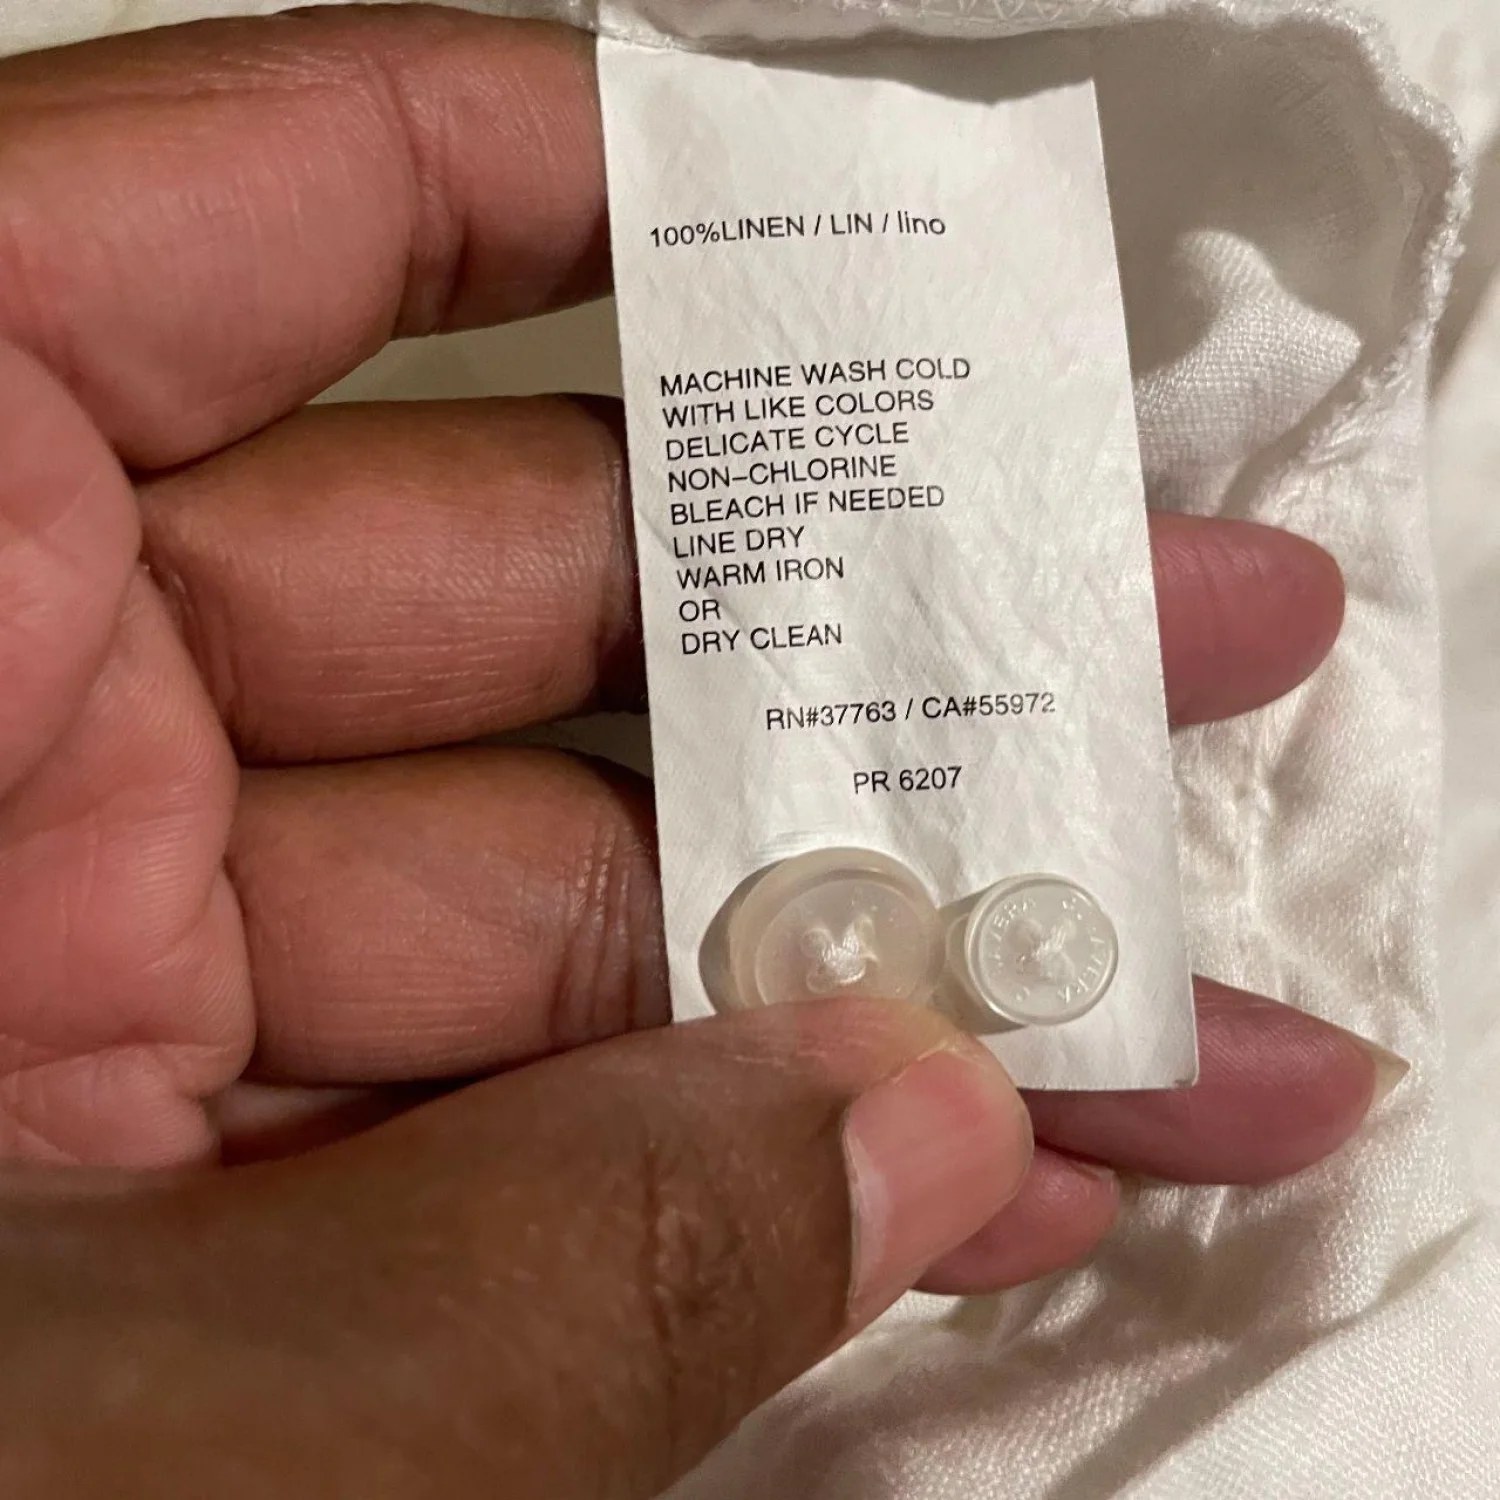 100%LINEN / LIN / lino
MACHINE WASH COLD
WITH LIKE COLORS
DELICATE CYCLE
NON-CHLORINE
BLEACH IF NEEDED
LINE DRY
WARM IRON
OR
DRY CLEAN
RN#37763 / CA#55972
PR 6207